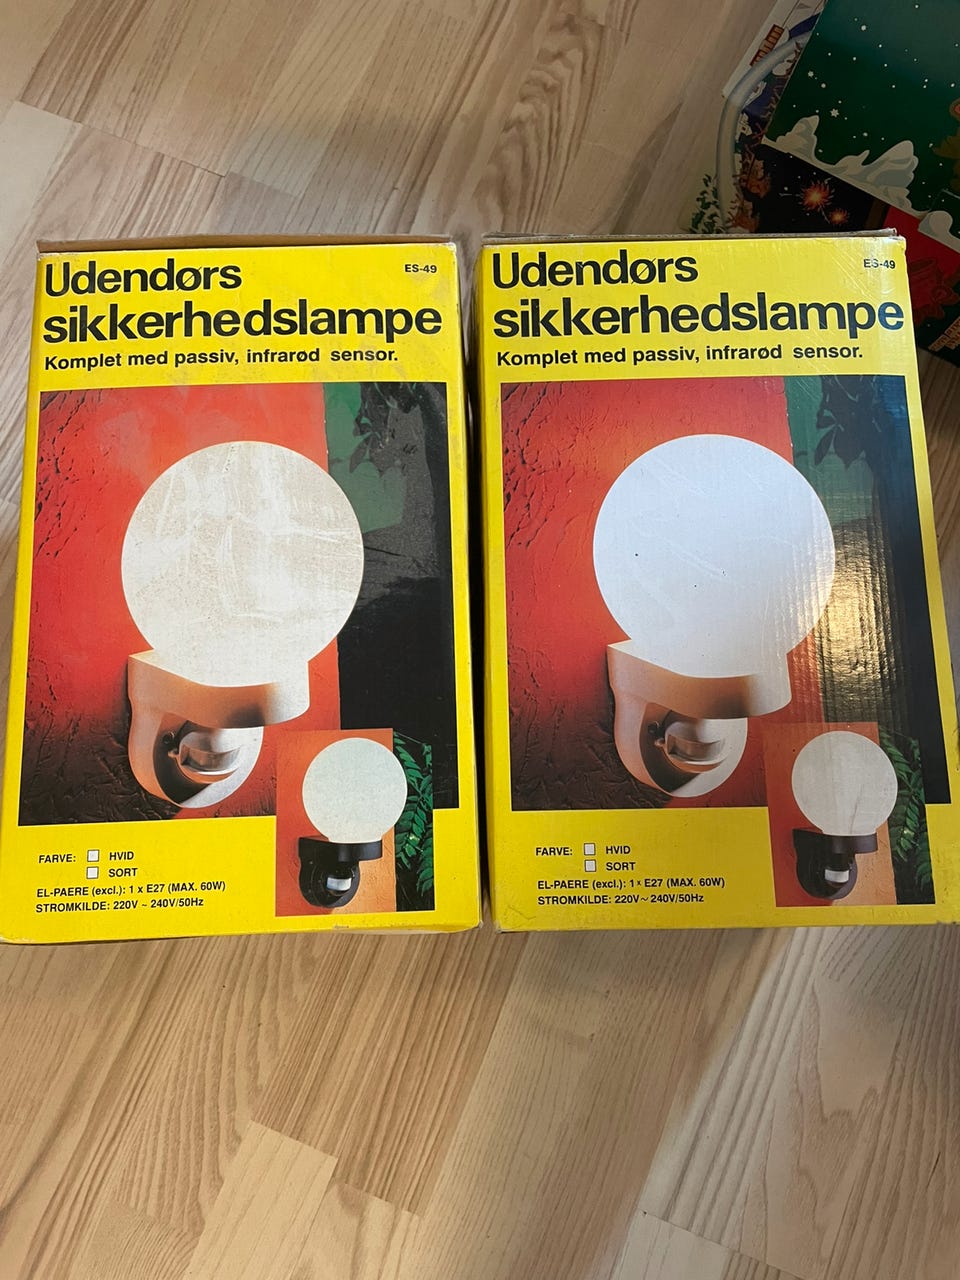 Udendørs
ES-49
sikkerhedslampe
Komplet med passiv, infrarød sensor.
FARVE: HVID
SORT
EL-PAERE (excl.): 1 x E27 (MAX. 60W)
STROMKILDE: 220V ~ 240V/50Hz
Udendørs
ES-49
sikkerhedslampe
Komplet med passiv, infrarød sensor.
FARVE: HVID
SORT
EL-PAERE (excl.): 1 x E27 (MAX. 60W)
STROMKILDE: 220V ~ 240V/50Hz